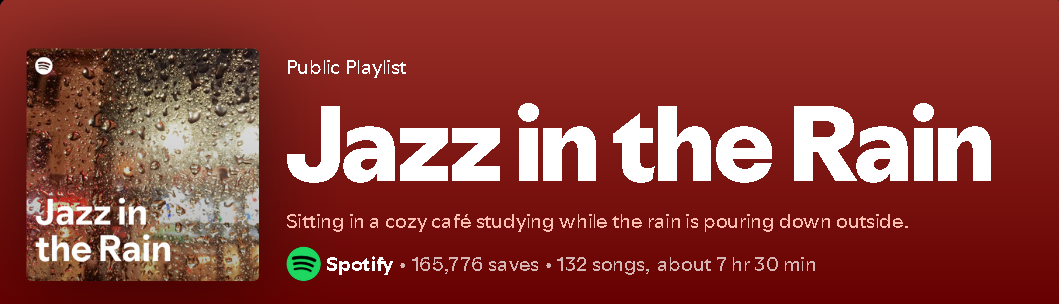 Jazz in
the Rain
Public Playlist
Jazz in the Rain
Sitting in a cozy café studying while the rain is pouring down outside.
Spotify • 165,776 saves • 132 songs, about 7 hr 30 min